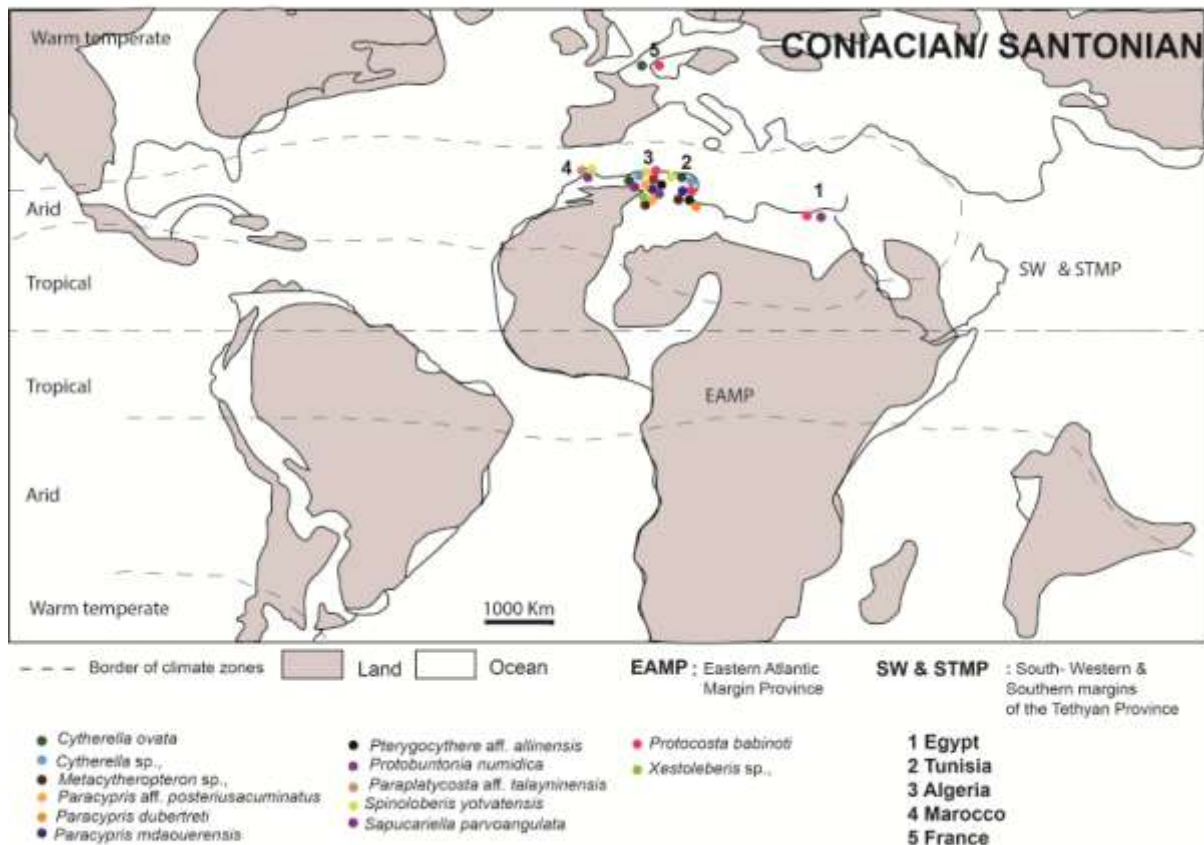 Warm temperate
CONIACIAN/ SANTONIAN
5
4
3
2
1
Arid
SW & STMP
Tropical
Tropical
EAMP
Arid
Warm temperate
1000 Km
Border of climate zones
Land
Ocean
EAMP : Eastern Atlantic
Margin Province
SW & STMP : South- Western &
Southern margins
of the Tethyan Province
Cytherella ovata
Cytherella sp.,
Metacytheropteron sp.,
Paracypris aff. posteriusacuminatus
Paracypris dubertreti
Paracypris mdaouerensis
Pterygocythere aff. allinensis
Protobuntonia numidica
Paraplatycosta aff. talayninensis
Spinoloberis yotvatensis
Sapucariella parvoangulata
Protocosta babinoti
Xestoleberis sp.,
1 Egypt
2 Tunisia
3 Algeria
4 Marocco
5 France